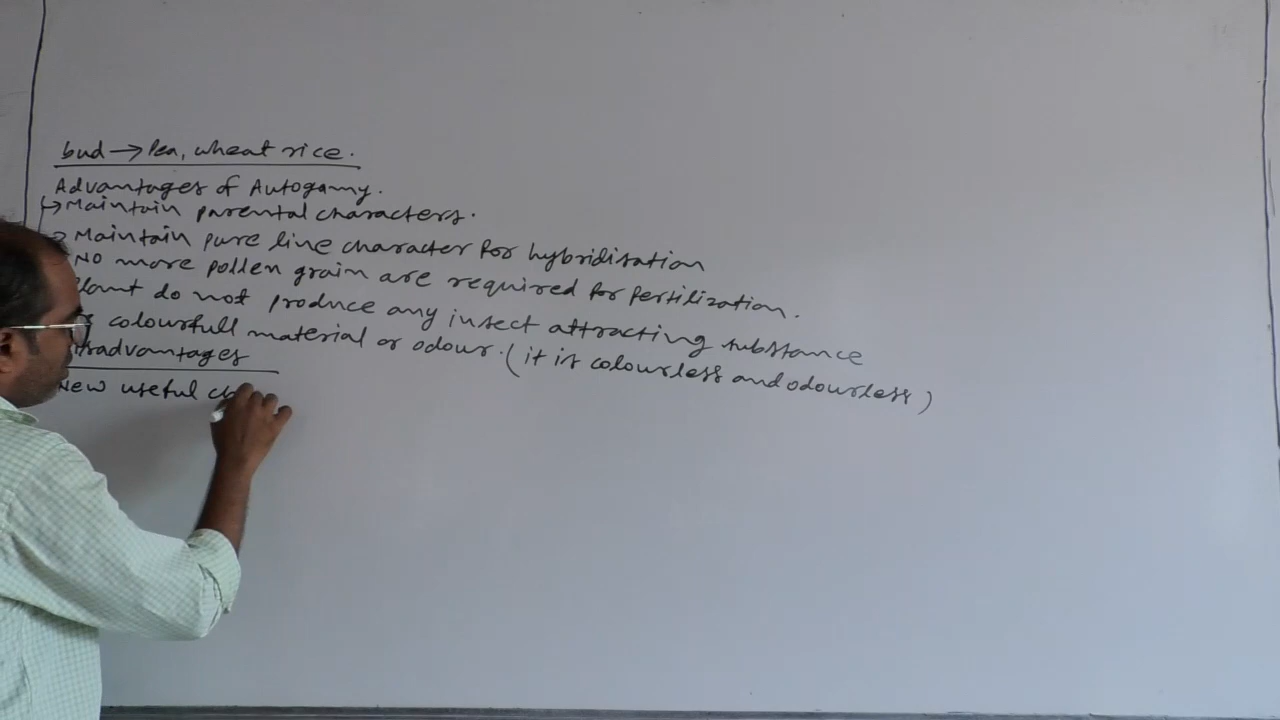 bud → Pea, wheat rice.
Advantages of Autogamy.
→ Maintain parental characters.
→ Maintain pure line character for hybridisation
No more pollen grain are required for fertilization.
Plant do not produce any insect attracting substance
colourfull material or odour. (it is colourless and odourless)
New useful